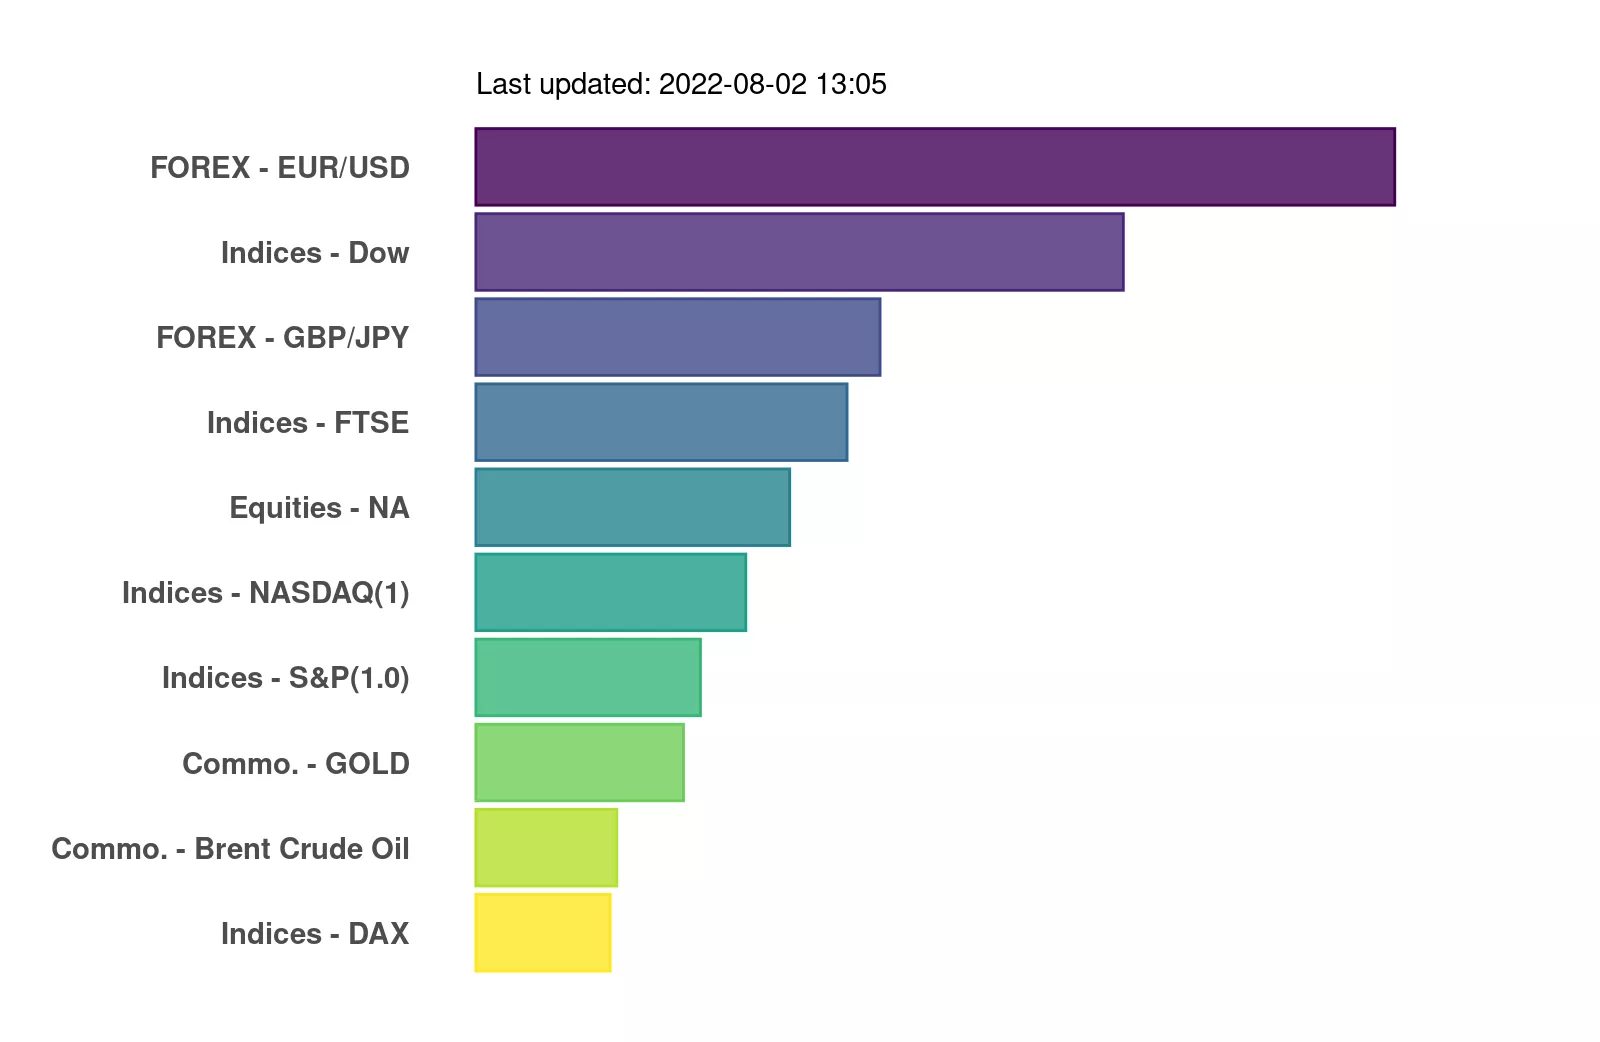 Last updated: 2022-08-02 13:05
FOREX - EUR/USD
Indices - Dow
FOREX - GBP/JPY
Indices - FTSE
Equities - NA
Indices - NASDAQ(1)
Indices - S&P(1.0)
Commo. - GOLD
Commo. - Brent Crude Oil
Indices - DAX